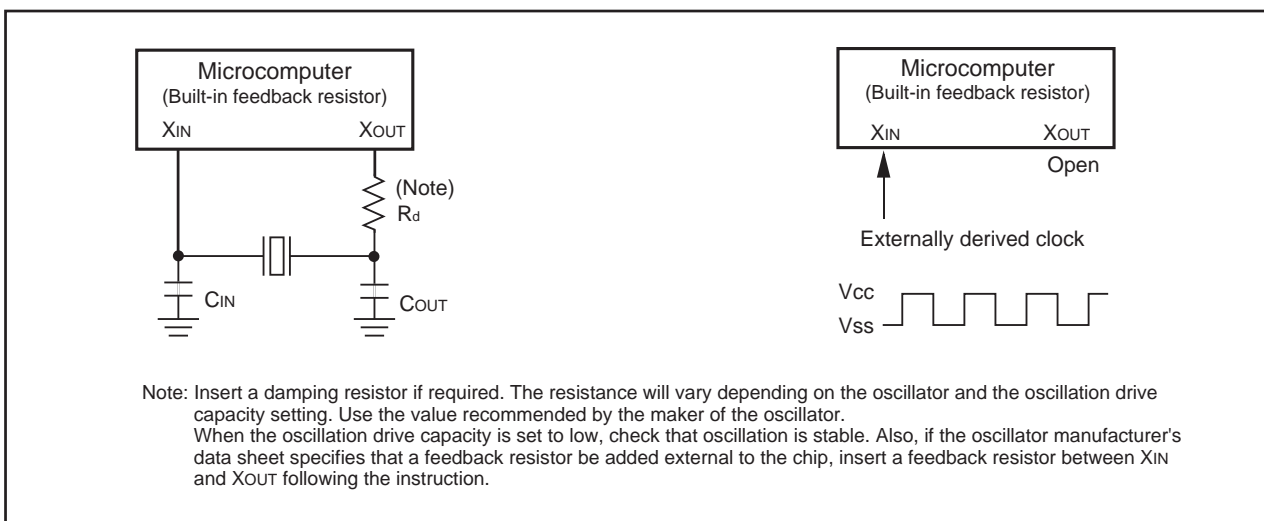 Microcomputer
(Built-in feedback resistor)
XIN XOUT
(Note)
Rd
CIN
COUT
Microcomputer
(Built-in feedback resistor)
XIN XOUT
Open
Externally derived clock
Vcc
Vss
Note: Insert a damping resistor if required. The resistance will vary depending on the oscillator and the oscillation drive
capacity setting. Use the value recommended by the maker of the oscillator.
When the oscillation drive capacity is set to low, check that oscillation is stable. Also, if the oscillator manufacturer's
data sheet specifies that a feedback resistor be added external to the chip, insert a feedback resistor between XIN
and XOUT following the instruction.